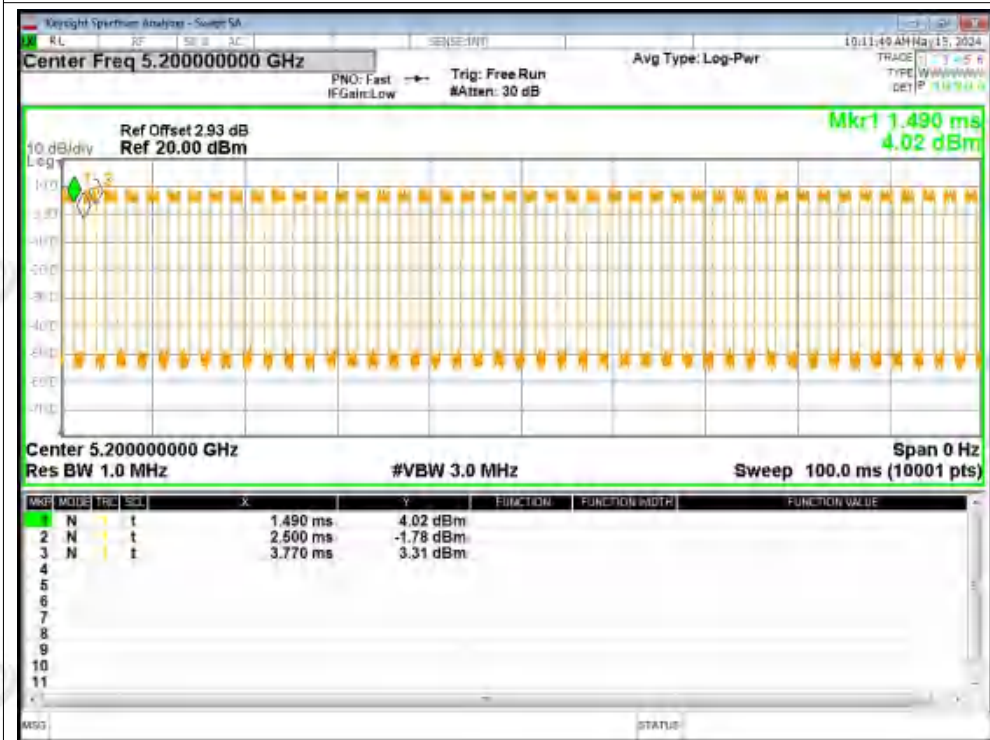 Keysight Spectrum Analyzer - Swept SA
RL RF 50 Ω AC SENSE:INT 10:11:40 AM May 15, 2024
Center Freq 5.200000000 GHz
PNO: Fast
IFGain:Low
Trig: Free Run
#Atten: 30 dB
Avg Type: Log-Pwr
TRACE
TYPE
DET
Mkr1 1.490 ms
4.02 dBm
Ref Offset 2.93 dB
10 dB/div Ref 20.00 dBm
Log
Center 5.200000000 GHz Span 0 Hz
Res BW 1.0 MHz #VBW 3.0 MHz Sweep 100.0 ms (10001 pts)
MKR MODE TRC SCL X Y FUNCTION FUNCTION WIDTH FUNCTION VALUE
1 N 1 t 1.490 ms 4.02 dBm
2 N 1 t 2.500 ms -1.78 dBm
3 N 1 t 3.770 ms 3.31 dBm
4
5
6
7
8
9
10
11
MSG STATUS